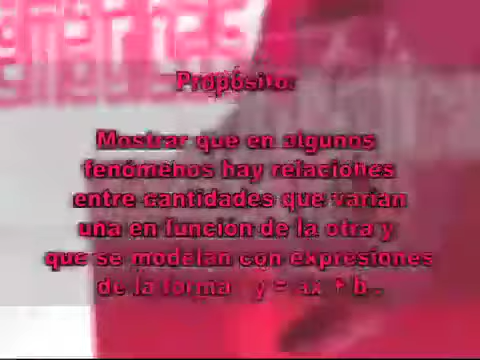 Propósito:
Mostrar que en algunos
fenómenos hay relaciones
entre cantidades que varían
una en función de la otra y
que se modelan con expresiones
de la forma y = ax + b.